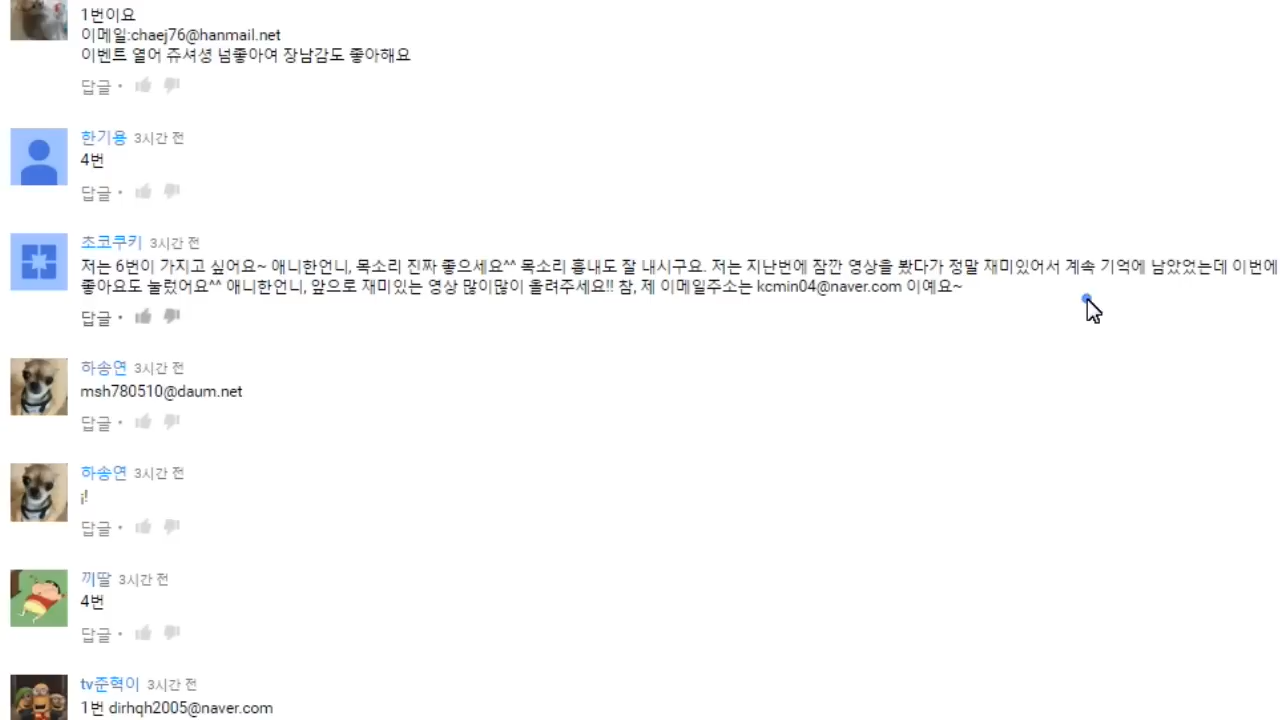 1번이요
이메일:chaej76@hanmail.net
이벤트 열어 쥬셔셩 넘좋아여 장남감도 좋아해요
답글 •
한기용 3시간 전
4번
답글 •
초코쿠키 3시간 전
저는 6번이 가지고 싶어요~ 애니한언니, 목소리 진짜 좋으세요^^ 목소리 흉내도 잘 내시구요. 저는 지난번에 잠깐 영상을 봤다가 정말 재미있어서 계속 기억에 남았었는데 이번에
좋아요도 눌렀어요^^ 애니한언니, 앞으로 재미있는 영상 많이많이 올려주세요!! 참, 제 이메일주소는 kcmin04@naver.com 이예요~
답글 •
하송연 3시간 전
msh780510@daum.net
답글 •
하송연 3시간 전
¡!
답글 •
끼딸 3시간 전
4번
답글 •
tv준혁이 3시간 전
1번 dirhqh2005@naver.com